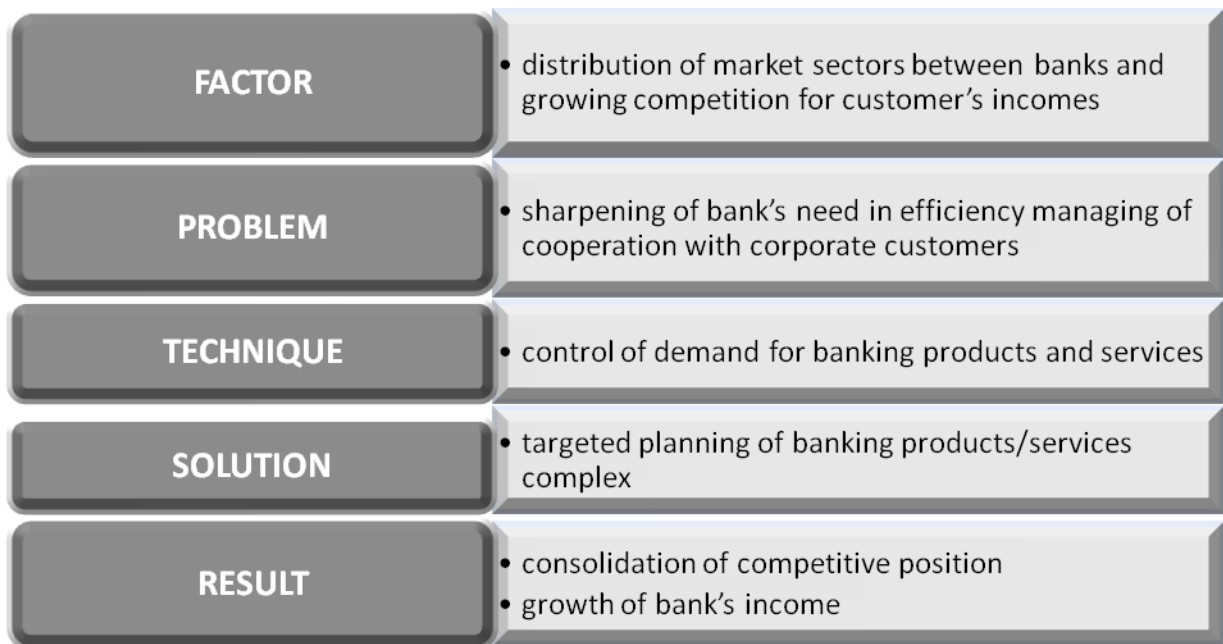 FACTOR
• distribution of market sectors between banks and
growing competition for customer's incomes
PROBLEM
• sharpening of bank's need in efficiency managing of
cooperation with corporate customers
TECHNIQUE
• control of demand for banking products and services
SOLUTION
• targeted planning of banking products/services
complex
RESULT
• consolidation of competitive position
• growth of bank's income